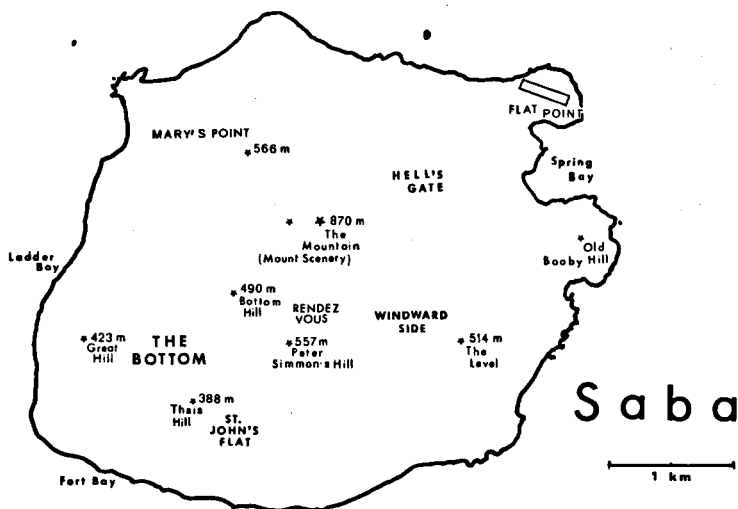 FLAT POINT
MARY'S POINT
566 m
HELL'S
GATE
Spring
Bay
870 m
The
Mountain
(Mount Scenery)
Old
Booby Hill
Ladder
Bay
490 m
Bottom
Hill
RENDEZ
VOUS
WINDWARD
SIDE
423 m
Great
Hill
THE
BOTTOM
557m
Peter
Simmon's Hill
514 m
The
Level
388 m
Thais
Hill
ST.
JOHN'S
FLAT
Saba
Fort Bay
1 km